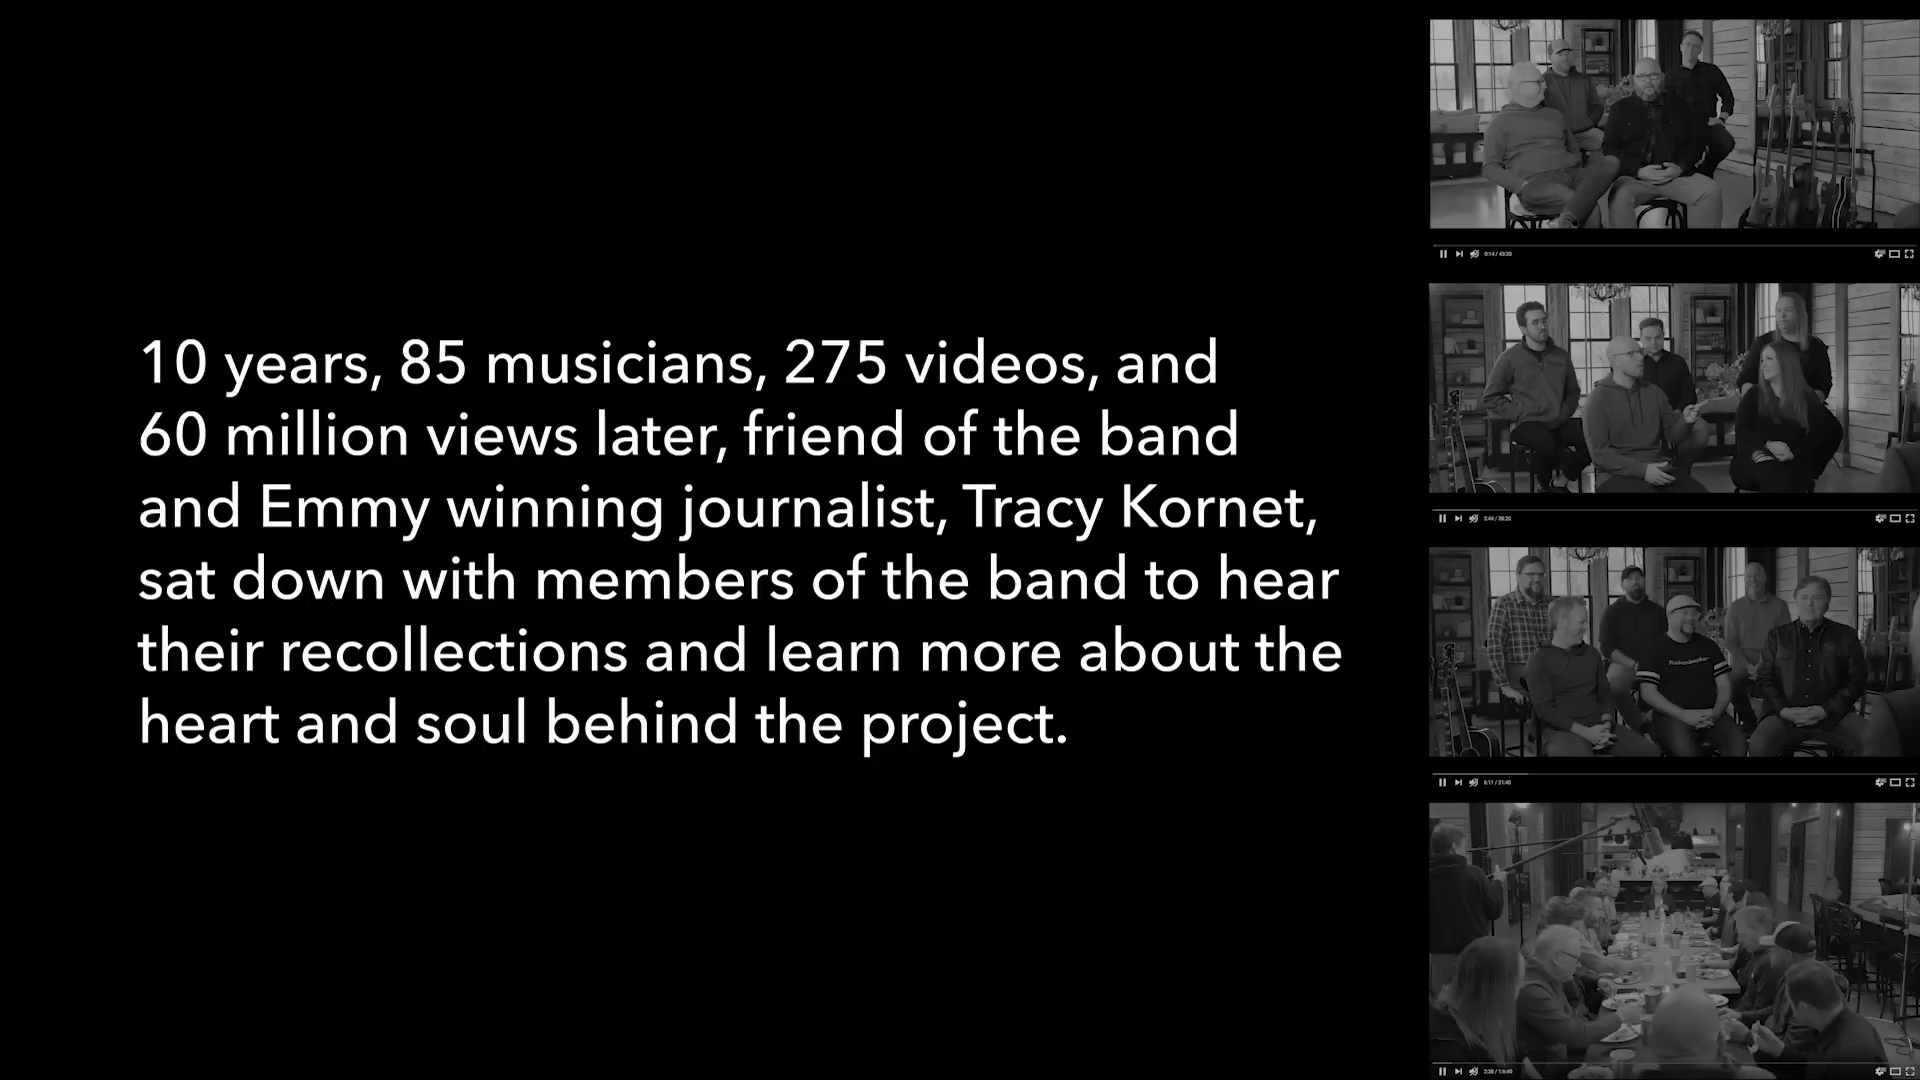 10 years, 85 musicians, 275 videos, and
60 million views later, friend of the band
and Emmy winning journalist, Tracy Kornet,
sat down with members of the band to hear
their recollections and learn more about the
heart and soul behind the project.